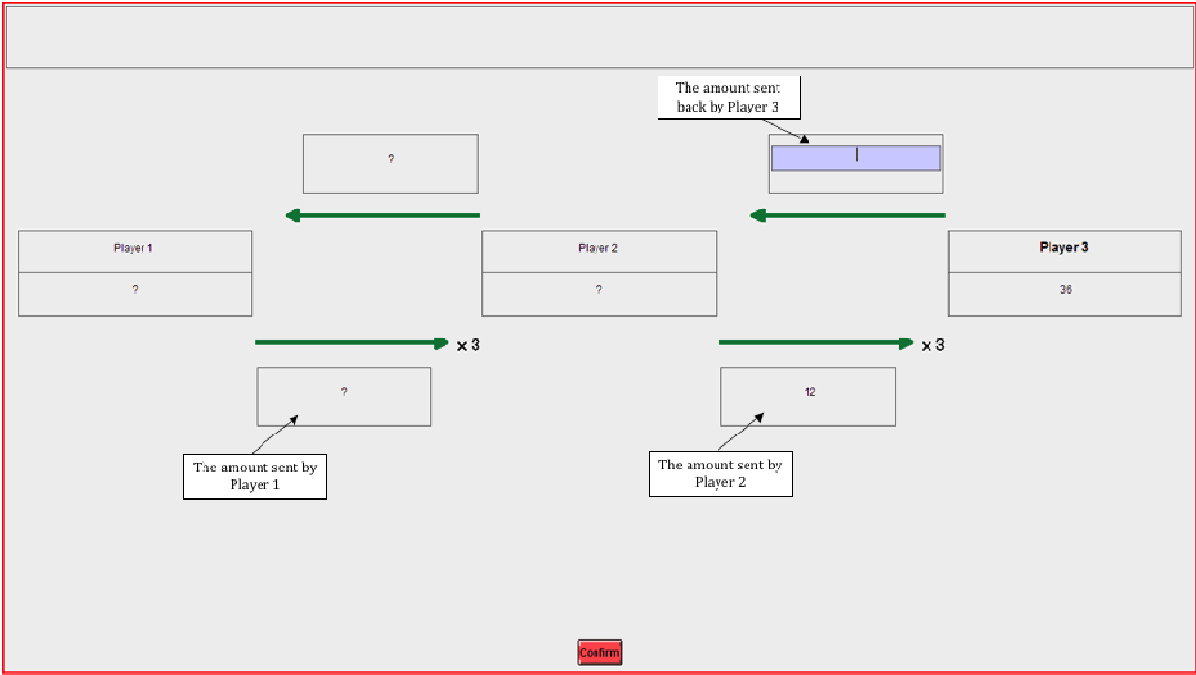 The amount sent
back by Player 3
?
Player 1
?
Player 2
?
Player 3
36
x 3
x 3
?
12
The amount sent by
Player 1
The amount sent by
Player 2
Confirm